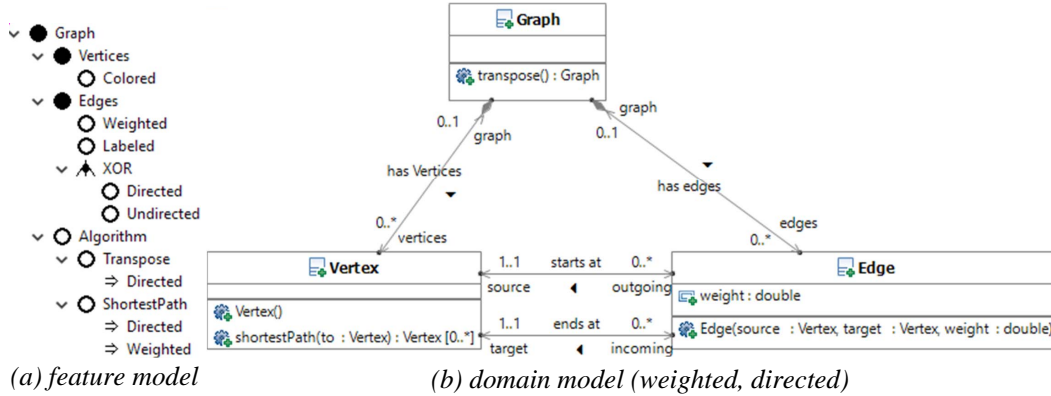 Graph
Vertices
Colored
Edges
Weighted
Labeled
XOR
Directed
Undirected
Algorithm
Transpose
⇒ Directed
ShortestPath
⇒ Directed
⇒ Weighted
(a) feature model
Graph
transpose() : Graph
0..1
graph
graph
0..1
has Vertices
has edges
0..*
vertices
edges
0..*
Vertex
Vertex()
shortestPath(to : Vertex) : Vertex [0..*]
1..1 starts at 0..*
source outgoing
1..1 ends at 0..*
target incoming
Edge
weight : double
Edge(source : Vertex, target : Vertex, weight : double)
(b) domain model (weighted, directed)